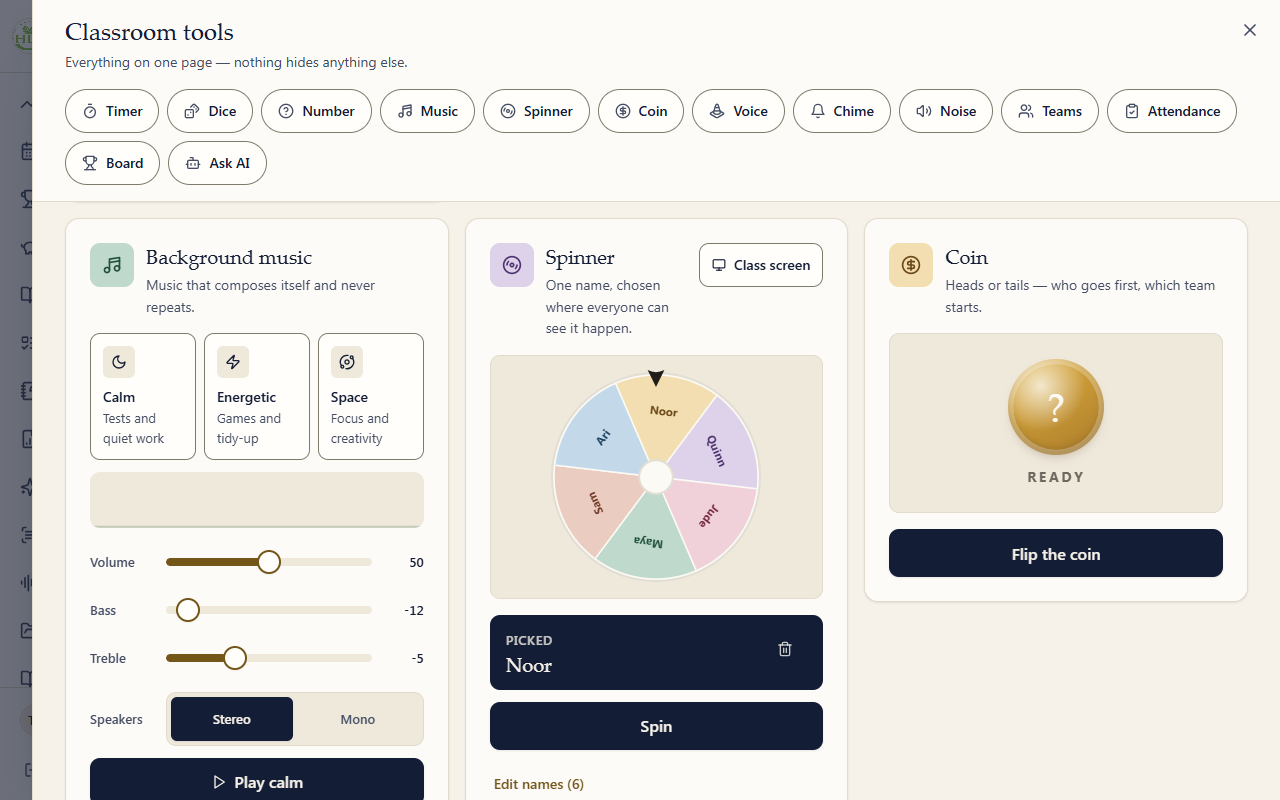 Classroom tools
Everything on one page — nothing hides anything else.
Timer
Dice
Number
Music
Spinner
Coin
Voice
Chime
Noise
Teams
Attendance
Board
Ask AI
Background music
Music that composes itself and never
repeats.
Calm
Tests and
quiet work
Energetic
Games and
tidy-up
Space
Focus and
creativity
Volume
50
Bass
-12
Treble
-5
Speakers
Stereo
Mono
Play calm
Spinner
One name, chosen
where everyone can
see it happen.
Class screen
Noor
Quinn
Jude
Maya
Sam
Ari
PICKED
Noor
Spin
Edit names (6)
Coin
Heads or tails — who goes first, which team
starts.
?
READY
Flip the coin